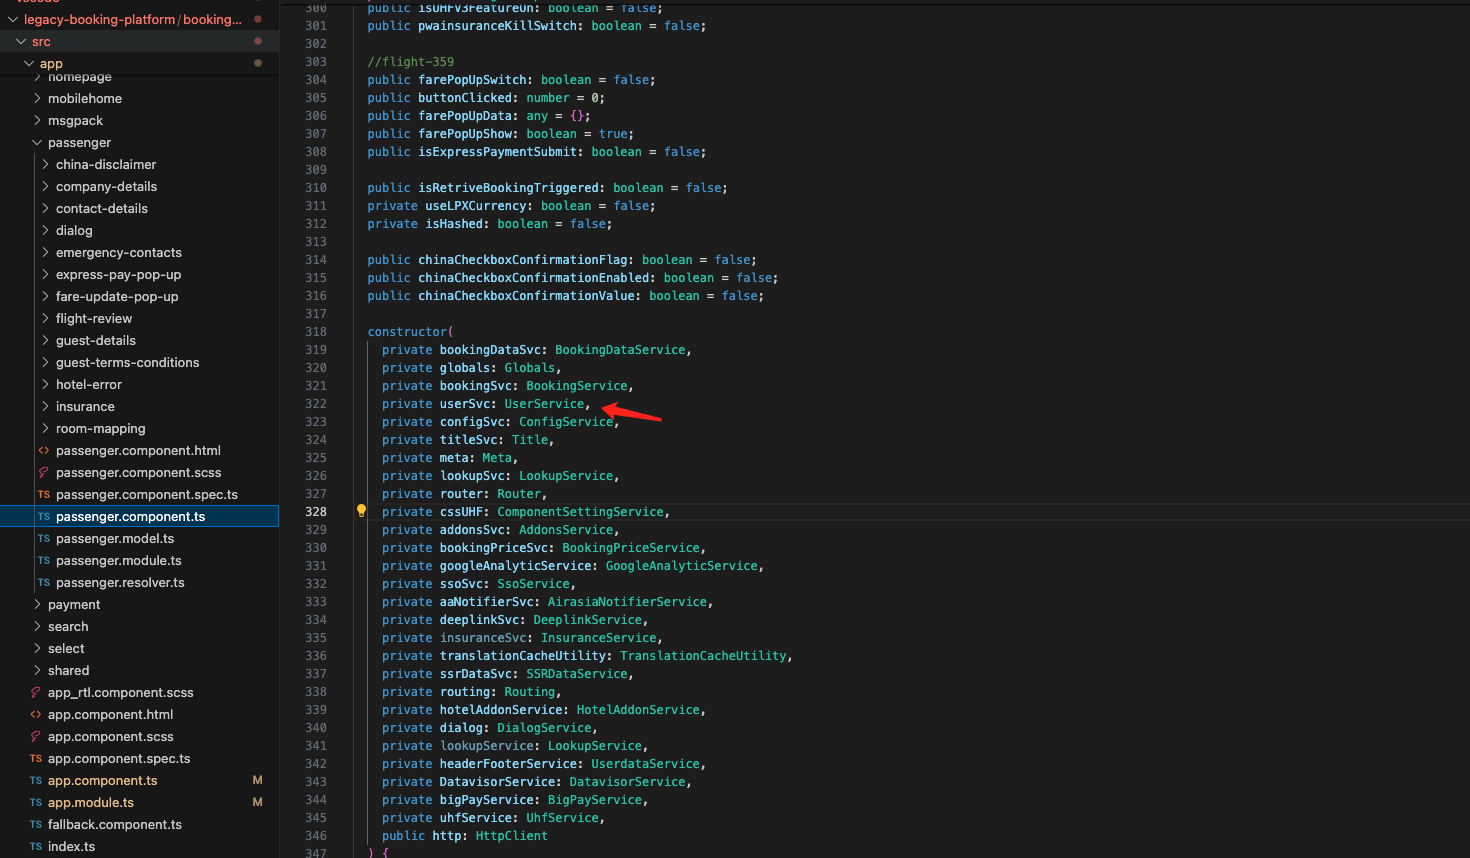 vscode
legacy-booking-platform/booking...
src
app
homepage
mobilehome
msgpack
passenger
china-disclaimer
company-details
contact-details
dialog
emergency-contacts
express-pay-pop-up
fare-update-pop-up
flight-review
guest-details
guest-terms-conditions
hotel-error
insurance
room-mapping
<> passenger.component.html
passenger.component.scss
TS passenger.component.spec.ts
TS passenger.component.ts
TS passenger.model.ts
TS passenger.module.ts
TS passenger.resolver.ts
payment
search
select
shared
app_rtl.component.scss
<> app.component.html
app.component.scss
TS app.component.spec.ts
TS app.component.ts M
TS app.module.ts M
TS fallback.component.ts
TS index.ts
300 public isUHFV3FeatureOn: boolean = false;
301 public pwainsuranceKillSwitch: boolean = false;
302
303 //flight-359
304 public farePopUpSwitch: boolean = false;
305 public buttonClicked: number = 0;
306 public farePopUpData: any = {};
307 public farePopUpShow: boolean = true;
308 public isExpressPaymentSubmit: boolean = false;
309
310 public isRetriveBookingTriggered: boolean = false;
311 private useLPXCurrency: boolean = false;
312 private isHashed: boolean = false;
313
314 public chinaCheckboxConfirmationFlag: boolean = false;
315 public chinaCheckboxConfirmationEnabled: boolean = false;
316 public chinaCheckboxConfirmationValue: boolean = false;
317
318 constructor(
319 private bookingDataSvc: BookingDataService,
320 private globals: Globals,
321 private bookingSvc: BookingService,
322 private userSvc: UserService,
323 private configSvc: ConfigService,
324 private titleSvc: Title,
325 private meta: Meta,
326 private lookupSvc: LookupService,
327 private router: Router,
328 private cssUHF: ComponentSettingService,
329 private addonsSvc: AddonsService,
330 private bookingPriceSvc: BookingPriceService,
331 private googleAnalyticService: GoogleAnalyticService,
332 private ssoSvc: SsoService,
333 private aaNotifierSvc: AirasiaNotifierService,
334 private deeplinkSvc: DeeplinkService,
335 private insuranceSvc: InsuranceService,
336 private translationCacheUtility: TranslationCacheUtility,
337 private ssrDataSvc: SSRDataService,
338 private routing: Routing,
339 private hotelAddonService: HotelAddonService,
340 private dialog: DialogService,
341 private lookupService: LookupService,
342 private headerFooterService: UserdataService,
343 private DatavisorService: DatavisorService,
344 private bigPayService: BigPayService,
345 private uhfService: UhfService,
346 public http: HttpClient
347 ) {